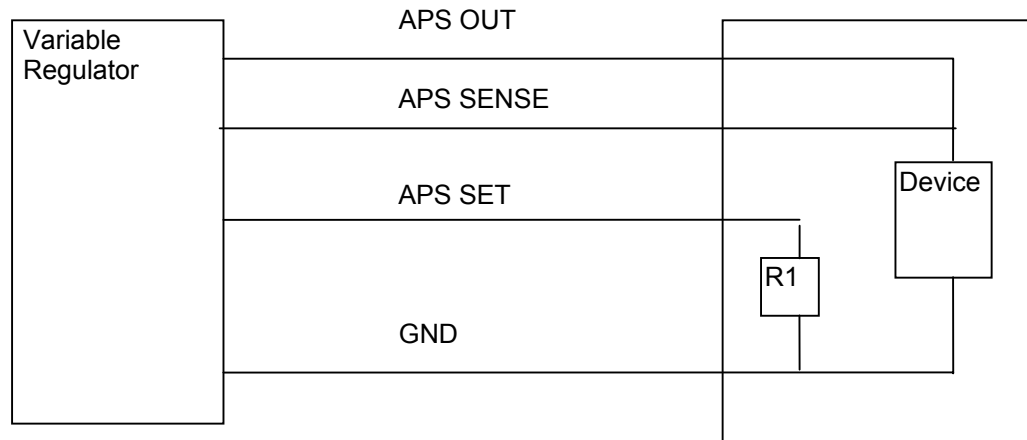 APS OUT
Variable
Regulator
APS SENSE
Device
APS SET
R1
GND